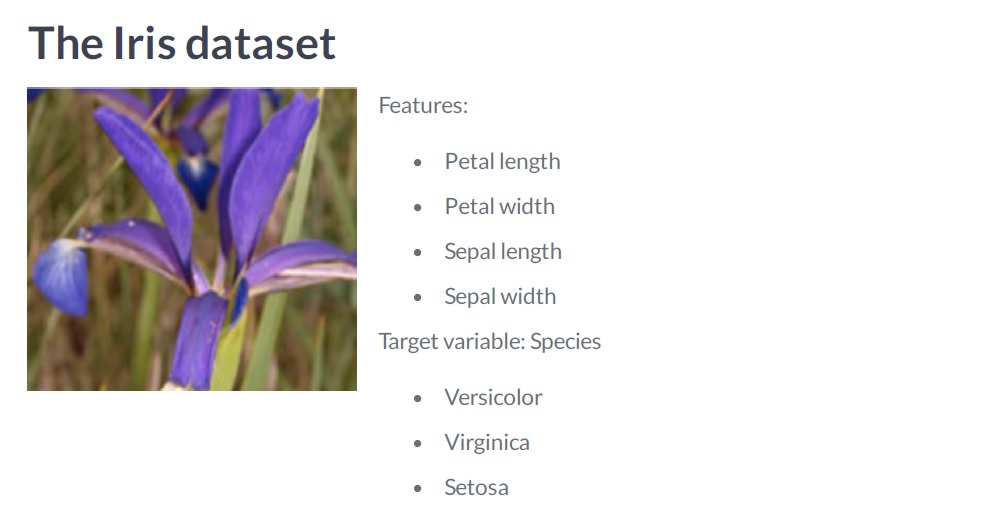 The Iris dataset
Features:
• Petal length
• Petal width
• Sepal length
• Sepal width
Target variable: Species
• Versicolor
• Virginica
• Setosa